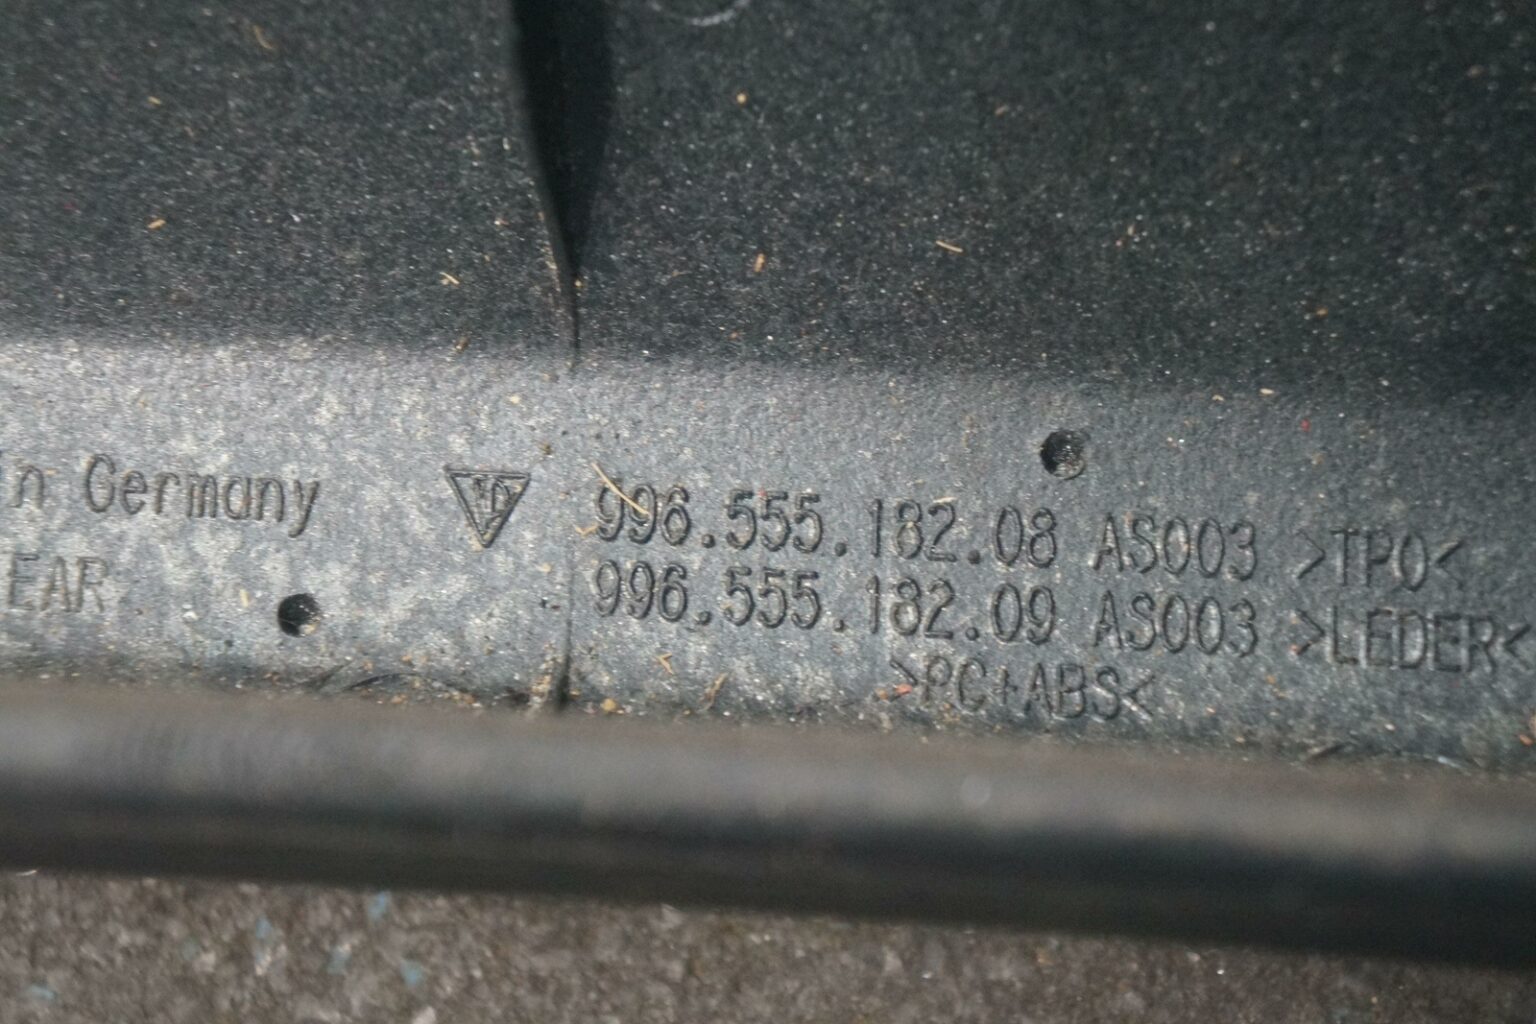 in Germany
996.555.182.08 AS003 >TPO<
EAR
996.555.182.09 AS003 >LEDER<
>PC+ABS<